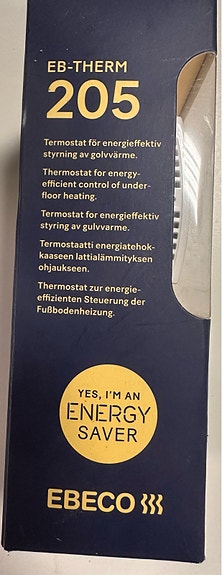 EB-THERM
205
Termostat för energieffektiv
styrning av golvvärme.
Thermostat for energy-
efficient control of under-
floor heating.
Termostat for energieffektiv
styring av gulvvarme.
Termostaatti energiatehok-
kaaseen lattialämmityksen
ohjaukseen.
Thermostat zur energie-
effizienten Steuerung der
Fußbodenheizung.
YES, I'M AN
ENERGY
SAVER
EBECO